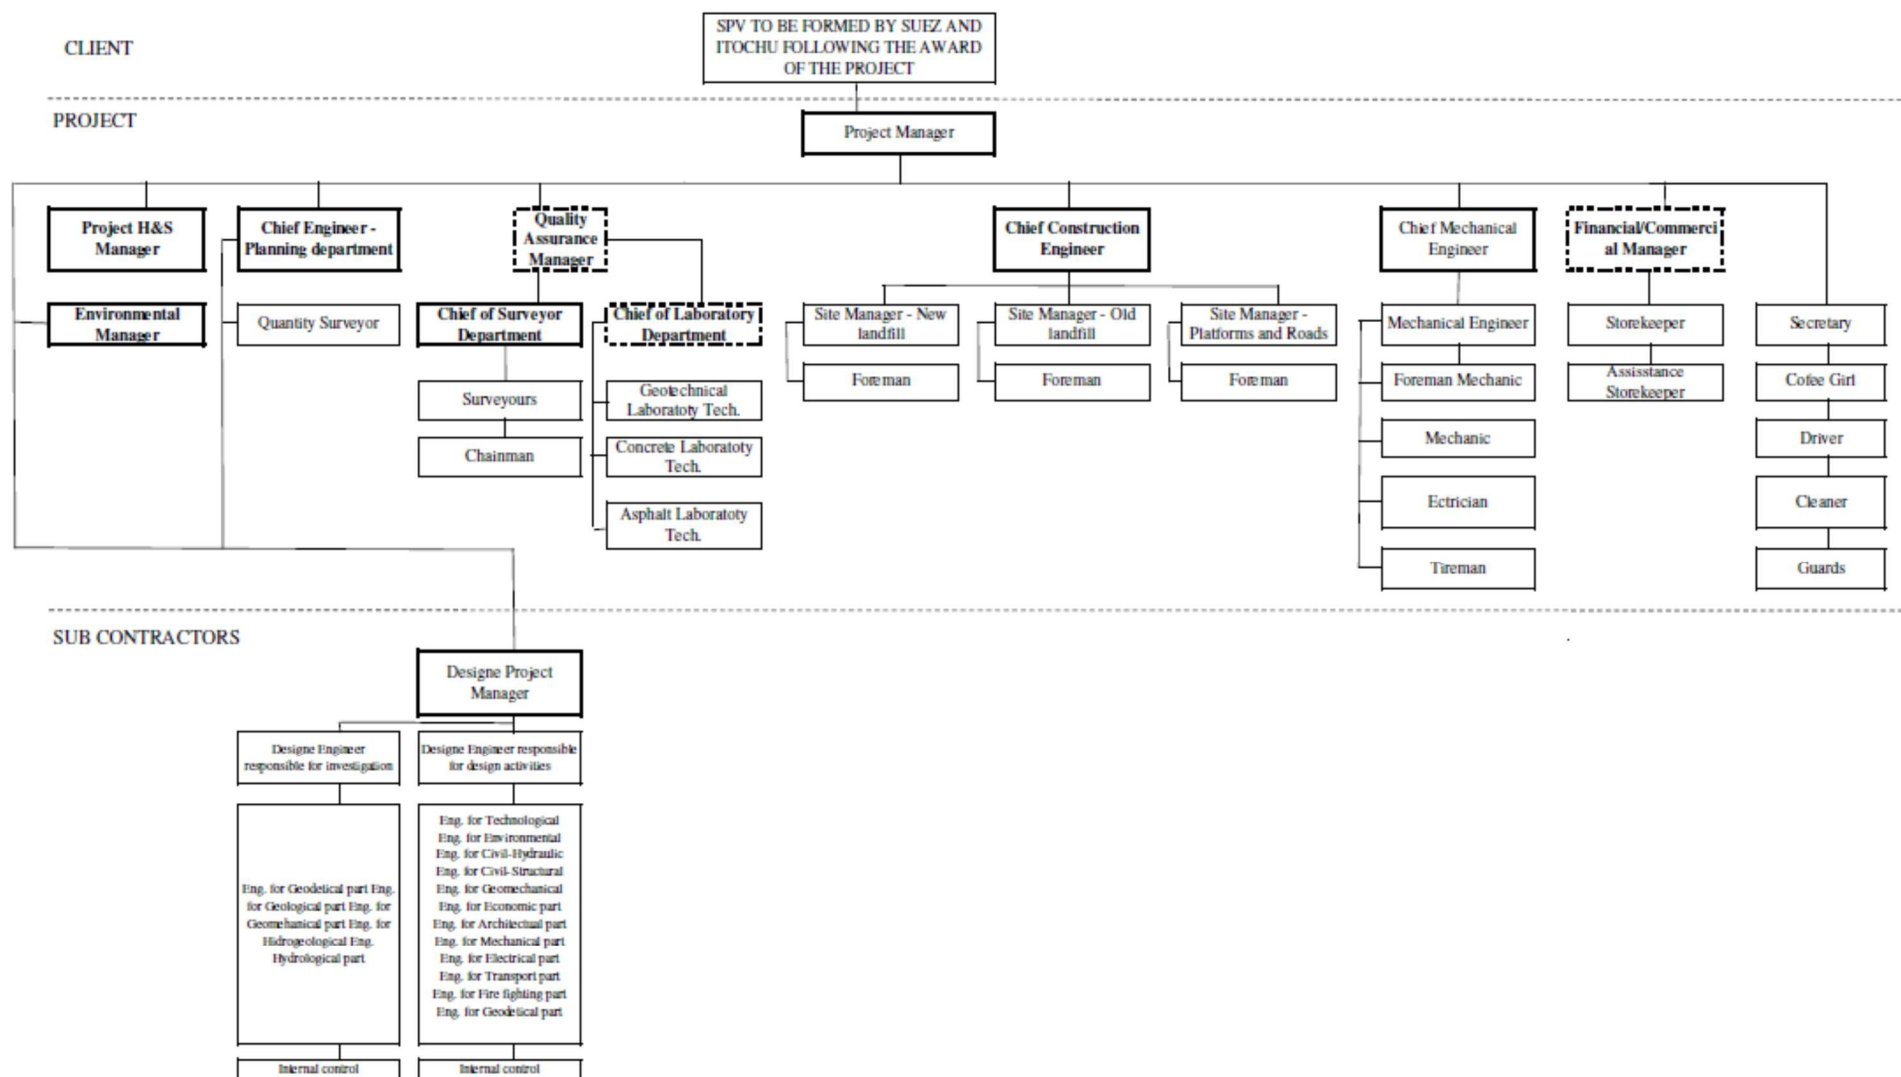 CLIENT
SPV TO BE FORMED BY SUEZ AND
ITOCHU FOLLOWING THE AWARD
OF THE PROJECT
PROJECT
Project Manager
Project H&S
Manager
Chief Engineer -
Planning department
Quality
Assurance
Manager
Chief Construction
Engineer
Chief Mechanical
Engineer
Financial/Commerci
al Manager
Environmental
Manager
Quantity Surveyor
Chief of Surveyor
Department
Chief of Laboratory
Department
Site Manager - New
landfill
Site Manager - Old
landfill
Site Manager -
Platforms and Roads
Mechanical Engineer
Storekeeper
Secretary
Surveyours
Geotechnical
Laboratoty Tech.
Foreman
Foreman
Foreman
Foreman Mechanic
Assisstance
Storekeeper
Cofee Girl
Chainman
Concrete Laboratoty
Tech.
Mechanic
Driver
Asphalt Laboratoty
Tech.
Ectrician
Cleaner
Tireman
Guards
SUB CONTRACTORS
Designe Project
Manager
Designe Engineer
responsible for investigation
Designe Engineer responsible
for design activities
Eng. for Geodetical part Eng.
for Geological part Eng. for
Geomehanical part Eng. for
Hidrogeological Eng.
Hydrological part
Eng. for Technological
Eng. for Environmental
Eng. for Civil-Hydraulic
Eng. for Civil-Structural
Eng. for Geomechanical
Eng. for Economic part
Eng. for Architectual part
Eng. for Mechanical part
Eng. for Electrical part
Eng. for Transport part
Eng. for Fire fighting part
Eng. for Geodetical part
Internal control
Internal control